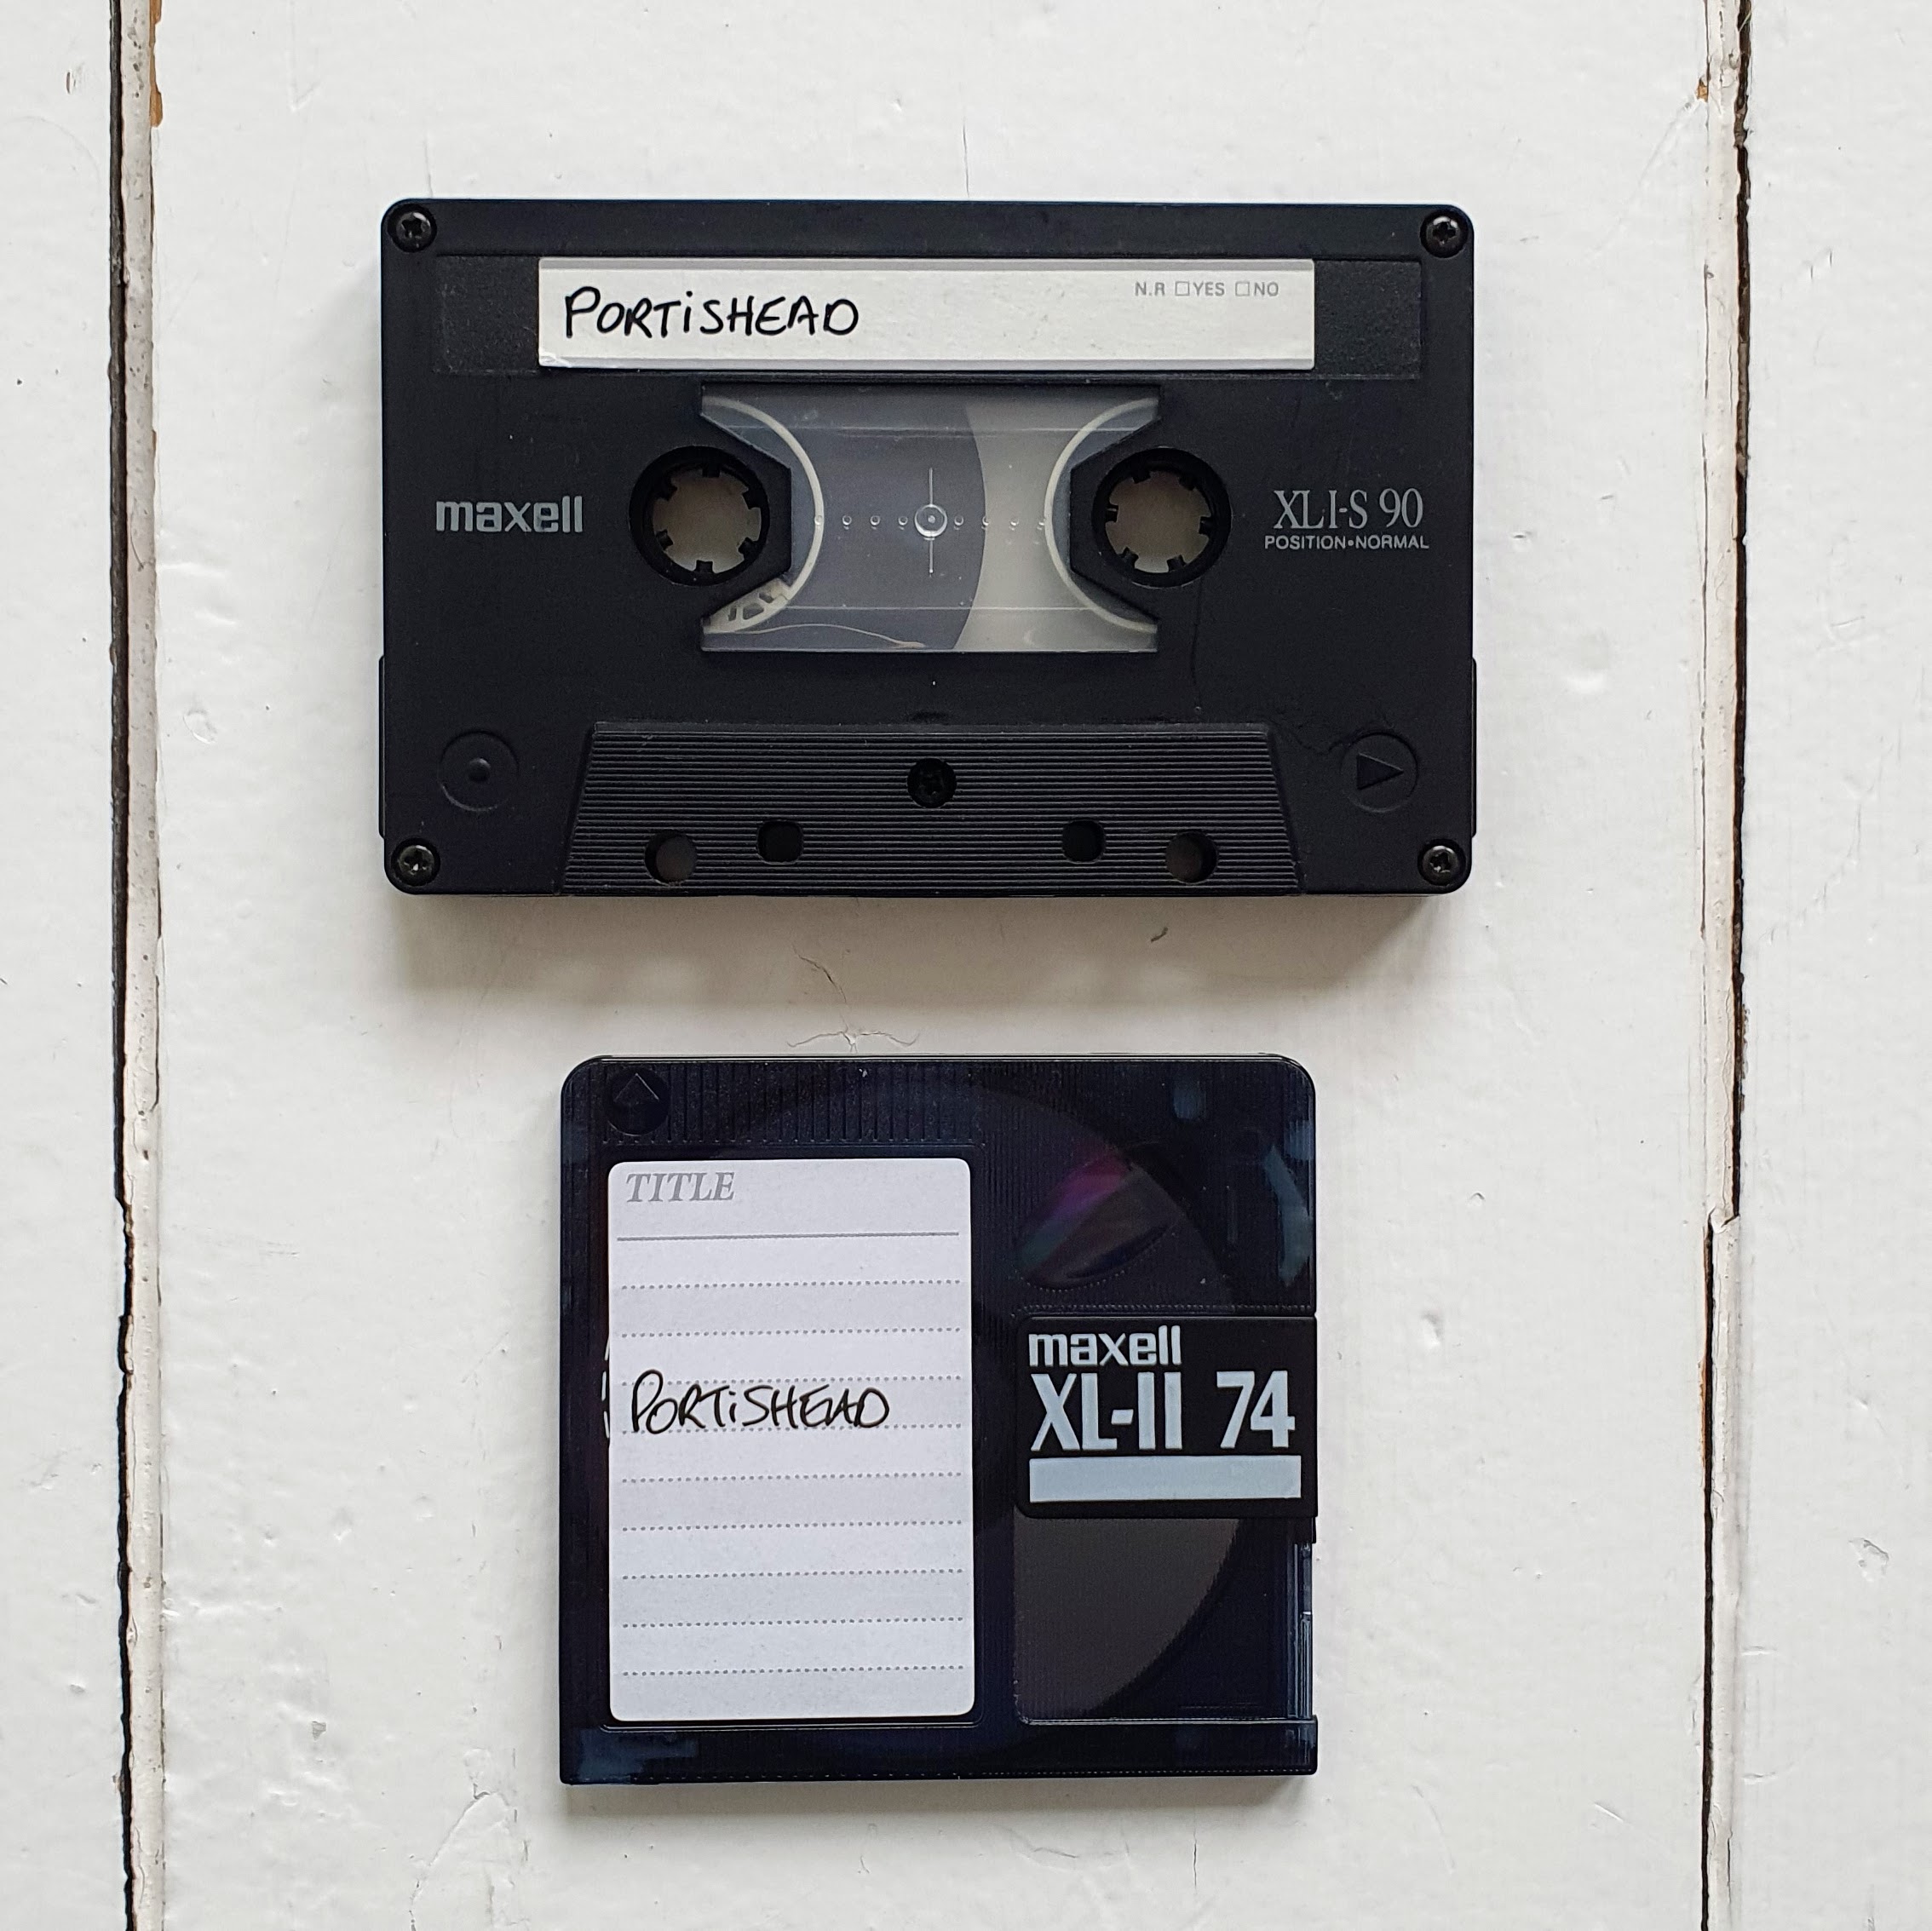 PORTiSHEAD
N.R □YES □NO
maxell
XLI-S 90
POSITION•NORMAL
TITLE
PORTiSHEAD
maxell
XL-II 74